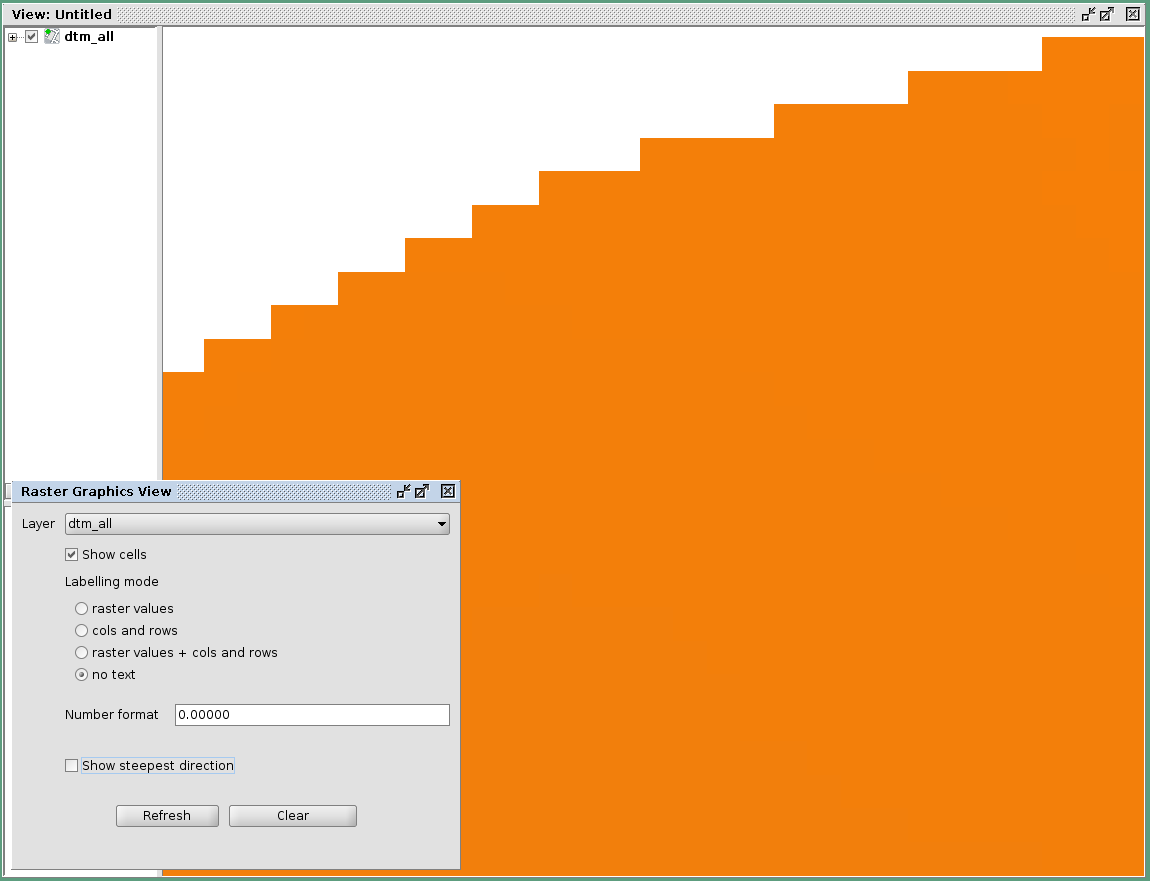 View: Untitled
dtm_all
Raster Graphics View
Layer dtm_all
Show cells
Labelling mode
raster values
cols and rows
raster values + cols and rows
no text
Number format 0.00000
Show steepest direction
Refresh Clear